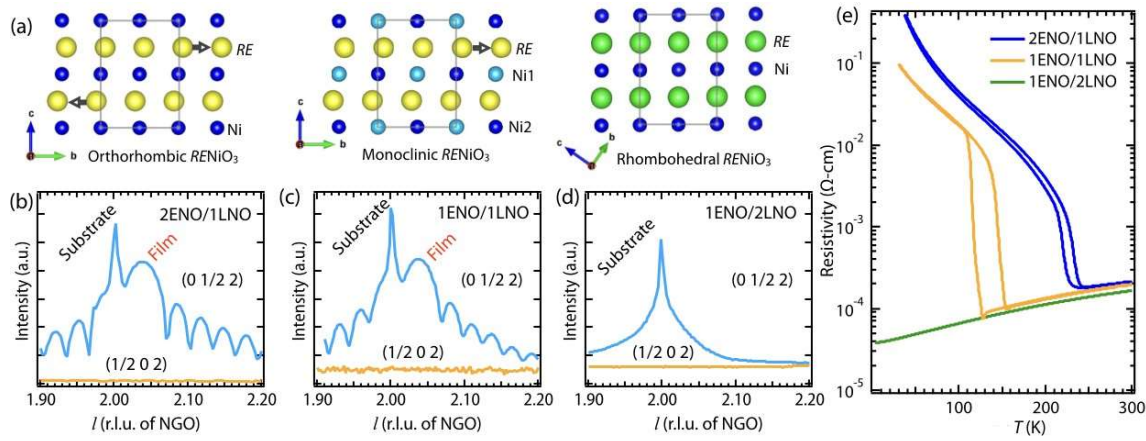 (a)
RE
Ni
c
b
Orthorhombic RENiO₃
RE
Ni1
Ni2
c
b
Monoclinic RENiO₃
RE
Ni
b
c
Rhombohedral RENiO₃
(b)
2ENO/1LNO
Substrate
Film
(0 1/2 2)
(1/2 0 2)
Intensity (a.u.)
1.90 2.00 2.10 2.20
l (r.l.u. of NGO)
(c)
1ENO/1LNO
Substrate
Film
(0 1/2 2)
(1/2 0 2)
Intensity (a.u.)
1.90 2.00 2.10 2.20
l (r.l.u. of NGO)
(d)
1ENO/2LNO
Substrate
(0 1/2 2)
(1/2 0 2)
Intensity (a.u.)
1.90 2.00 2.10 2.20
l (r.l.u. of NGO)
(e)
2ENO/1LNO
1ENO/1LNO
1ENO/2LNO
Resistivity (Ω-cm)
10⁻¹
10⁻²
10⁻³
10⁻⁴
10⁻⁵
100 200 300
T (K)